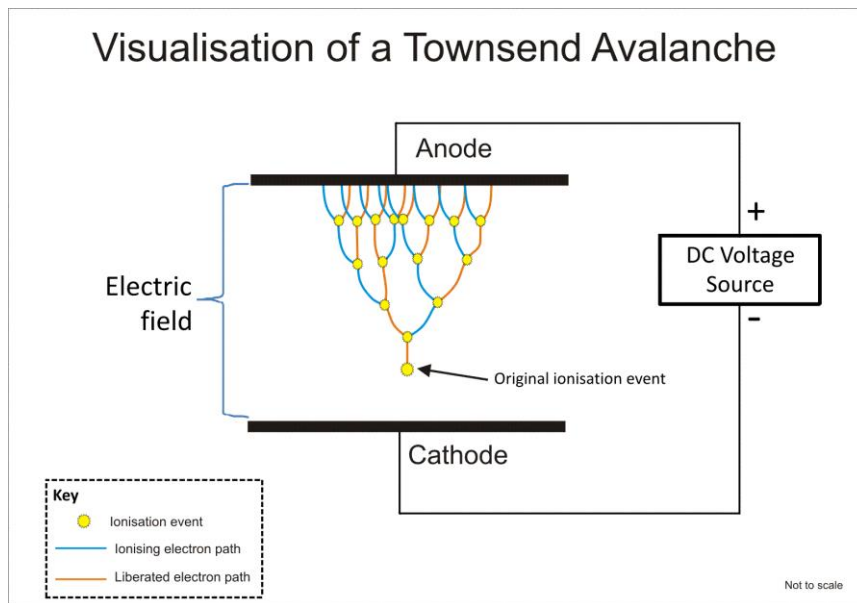 Visualisation of a Townsend Avalanche
Anode
+
DC Voltage
Source
-
Electric
field
Original ionisation event
Cathode
Key
Ionisation event
Ionising electron path
Liberated electron path
Not to scale